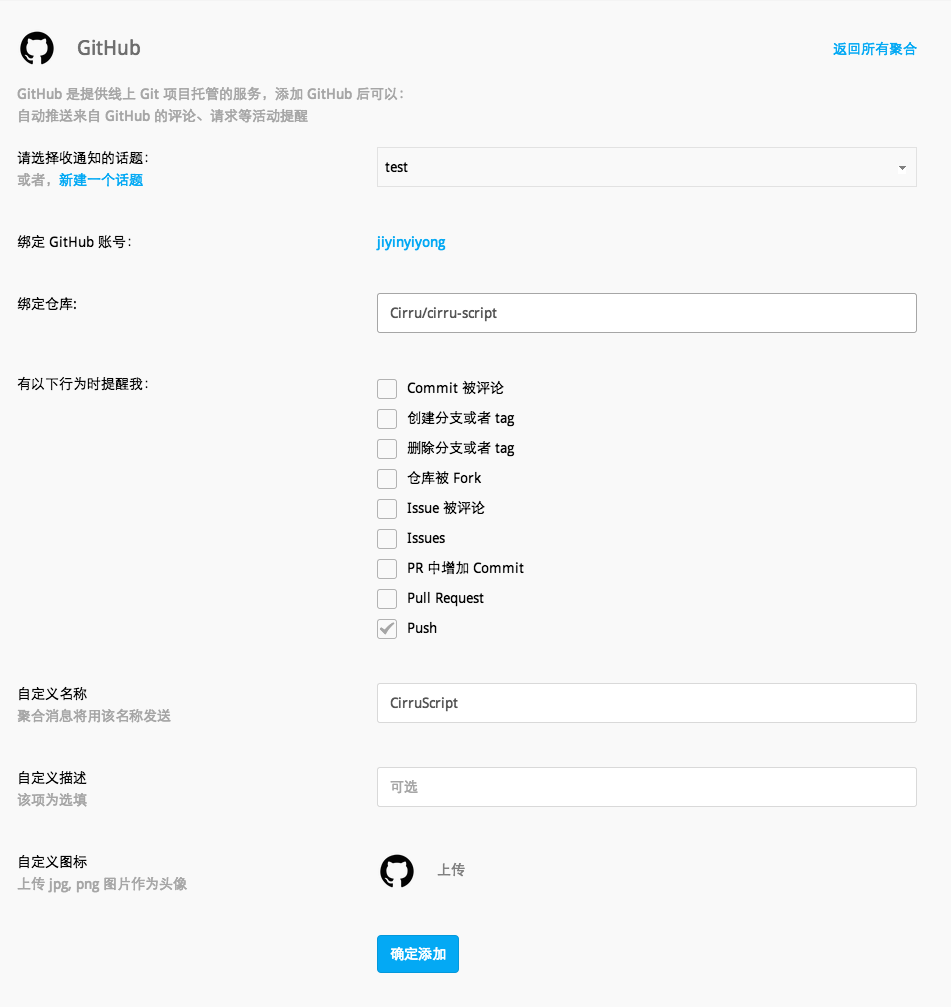 GitHub
返回所有聚合
GitHub 是提供线上 Git 项目托管的服务，添加 GitHub 后可以：
自动推送来自 GitHub 的评论、请求等活动提醒
请选择收通知的话题：
或者，新建一个话题
test
绑定 GitHub 账号：
jiyinyiyong
绑定仓库:
Cirru/cirru-script
有以下行为时提醒我：
Commit 被评论
创建分支或者 tag
删除分支或者 tag
仓库被 Fork
Issue 被评论
Issues
PR 中增加 Commit
Pull Request
Push
自定义名称
聚合消息将用该名称发送
CirruScript
自定义描述
该项为选填
可选
自定义图标
上传 jpg, png 图片作为头像
上传
确定添加